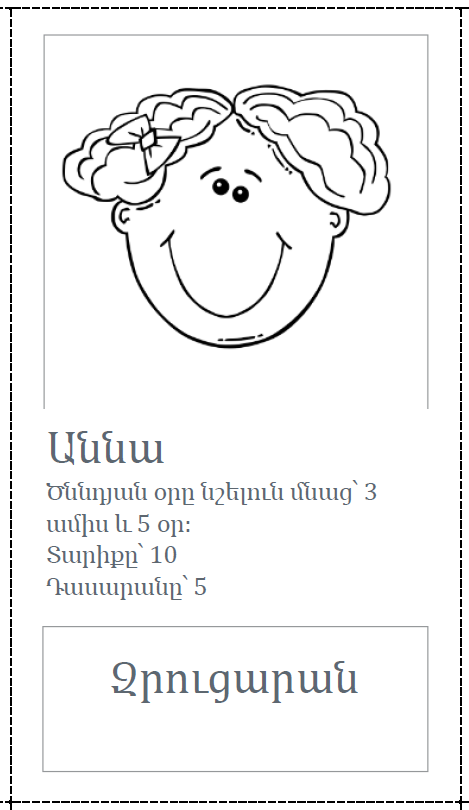 Աննա
Ծննդյան օրը նշելուն մնաց՝ 3
ամիս և 5 օր։
Տարիքը՝ 10
Դասարանը՝ 5
Զրուցարան